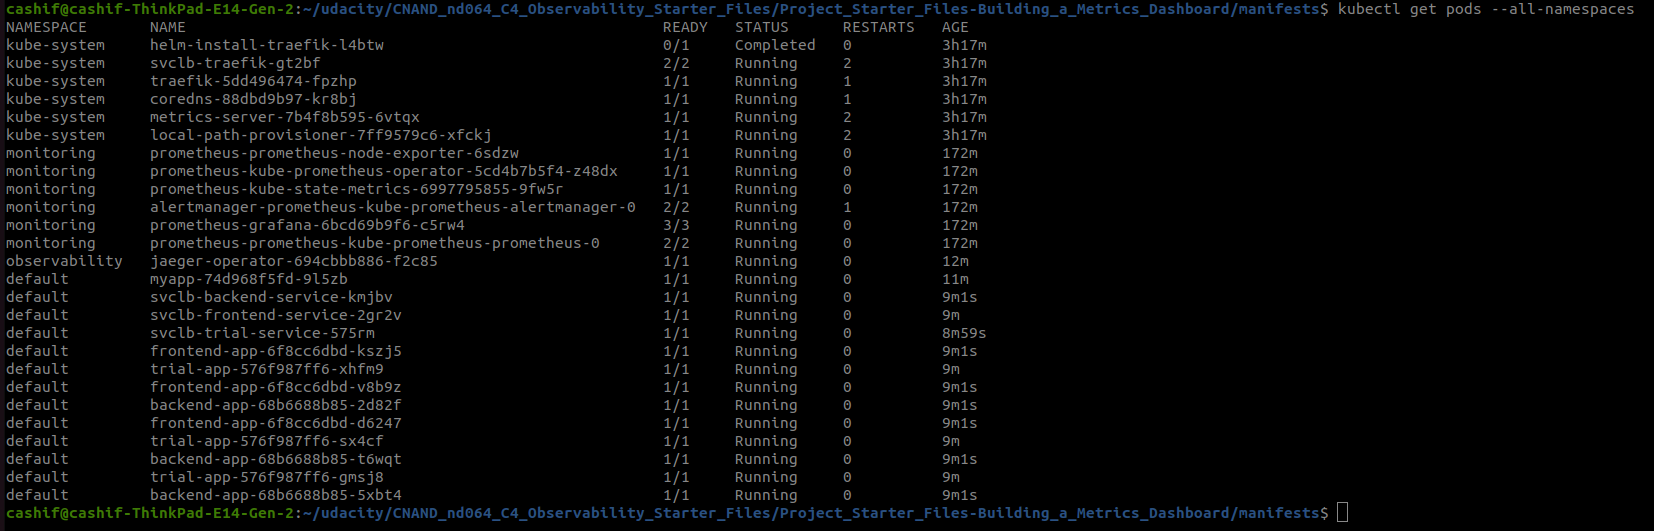 cashif@cashif-ThinkPad-E14-Gen-2:~/udacity/CNAND_nd064_C4_Observability_Starter_Files/Project_Starter_Files-Building_a_Metrics_Dashboard/manifests$ kubectl get pods --all-namespaces
NAMESPACE NAME READY STATUS RESTARTS AGE
kube-system helm-install-traefik-l4btw 0/1 Completed 0 3h17m
kube-system svclb-traefik-gt2bf 2/2 Running 2 3h17m
kube-system traefik-5dd496474-fpzhp 1/1 Running 1 3h17m
kube-system coredns-88dbd9b97-kr8bj 1/1 Running 1 3h17m
kube-system metrics-server-7b4f8b595-6vtqx 1/1 Running 2 3h17m
kube-system local-path-provisioner-7ff9579c6-xfckj 1/1 Running 2 3h17m
monitoring prometheus-prometheus-node-exporter-6sdzw 1/1 Running 0 172m
monitoring prometheus-kube-prometheus-operator-5cd4b7b5f4-z48dx 1/1 Running 0 172m
monitoring prometheus-kube-state-metrics-6997795855-9fw5r 1/1 Running 0 172m
monitoring alertmanager-prometheus-kube-prometheus-alertmanager-0 2/2 Running 1 172m
monitoring prometheus-grafana-6bcd69b9f6-c5rw4 3/3 Running 0 172m
monitoring prometheus-prometheus-kube-prometheus-prometheus-0 2/2 Running 0 172m
observability jaeger-operator-694cbbb886-f2c85 1/1 Running 0 12m
default myapp-74d968f5fd-9l5zb 1/1 Running 0 11m
default svclb-backend-service-kmjbv 1/1 Running 0 9m1s
default svclb-frontend-service-2gr2v 1/1 Running 0 9m
default svclb-trial-service-575rm 1/1 Running 0 8m59s
default frontend-app-6f8cc6dbd-kszj5 1/1 Running 0 9m1s
default trial-app-576f987ff6-xhfm9 1/1 Running 0 9m
default frontend-app-6f8cc6dbd-v8b9z 1/1 Running 0 9m1s
default backend-app-68b6688b85-2d82f 1/1 Running 0 9m1s
default frontend-app-6f8cc6dbd-d6247 1/1 Running 0 9m1s
default trial-app-576f987ff6-sx4cf 1/1 Running 0 9m
default backend-app-68b6688b85-t6wqt 1/1 Running 0 9m1s
default trial-app-576f987ff6-gmsj8 1/1 Running 0 9m
default backend-app-68b6688b85-5xbt4 1/1 Running 0 9m1s
cashif@cashif-ThinkPad-E14-Gen-2:~/udacity/CNAND_nd064_C4_Observability_Starter_Files/Project_Starter_Files-Building_a_Metrics_Dashboard/manifests$